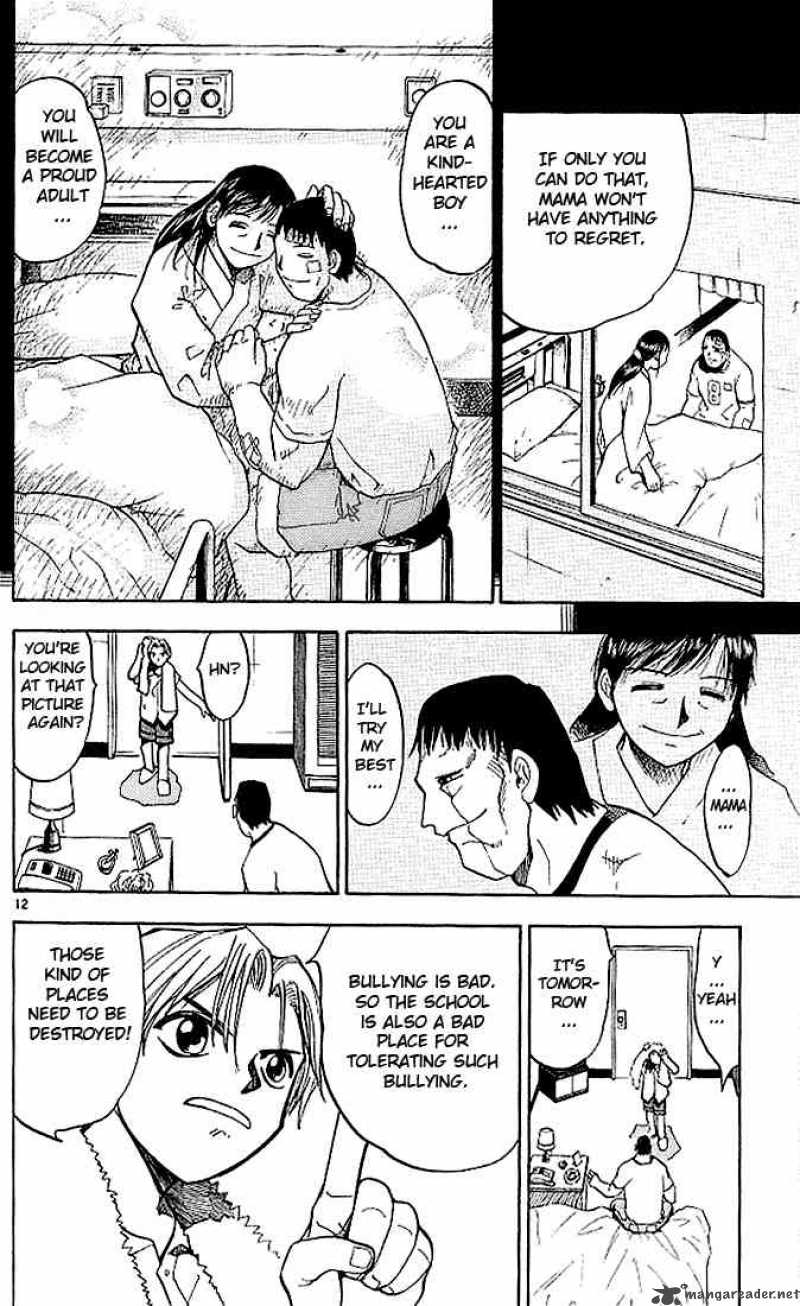 IF ONLY YOU
CAN DO THAT,
MAMA WON'T
HAVE ANYTHING
TO REGRET.
YOU
ARE A
KIND-
HEARTED
BOY
...
YOU
WILL
BECOME
A PROUD
ADULT
...
...
MAMA
...
I'LL
TRY
MY
BEST
...
HN?
YOU'RE
LOOKING
AT THAT
PICTURE
AGAIN?
12
Y
...
YEAH
...
IT'S
TOMOR-
ROW
...
BULLYING IS BAD.
SO THE SCHOOL
IS ALSO A BAD
PLACE FOR
TOLERATING SUCH
BULLYING.
THOSE
KIND OF
PLACES
NEED TO BE
DESTROYED!
mangareader.net